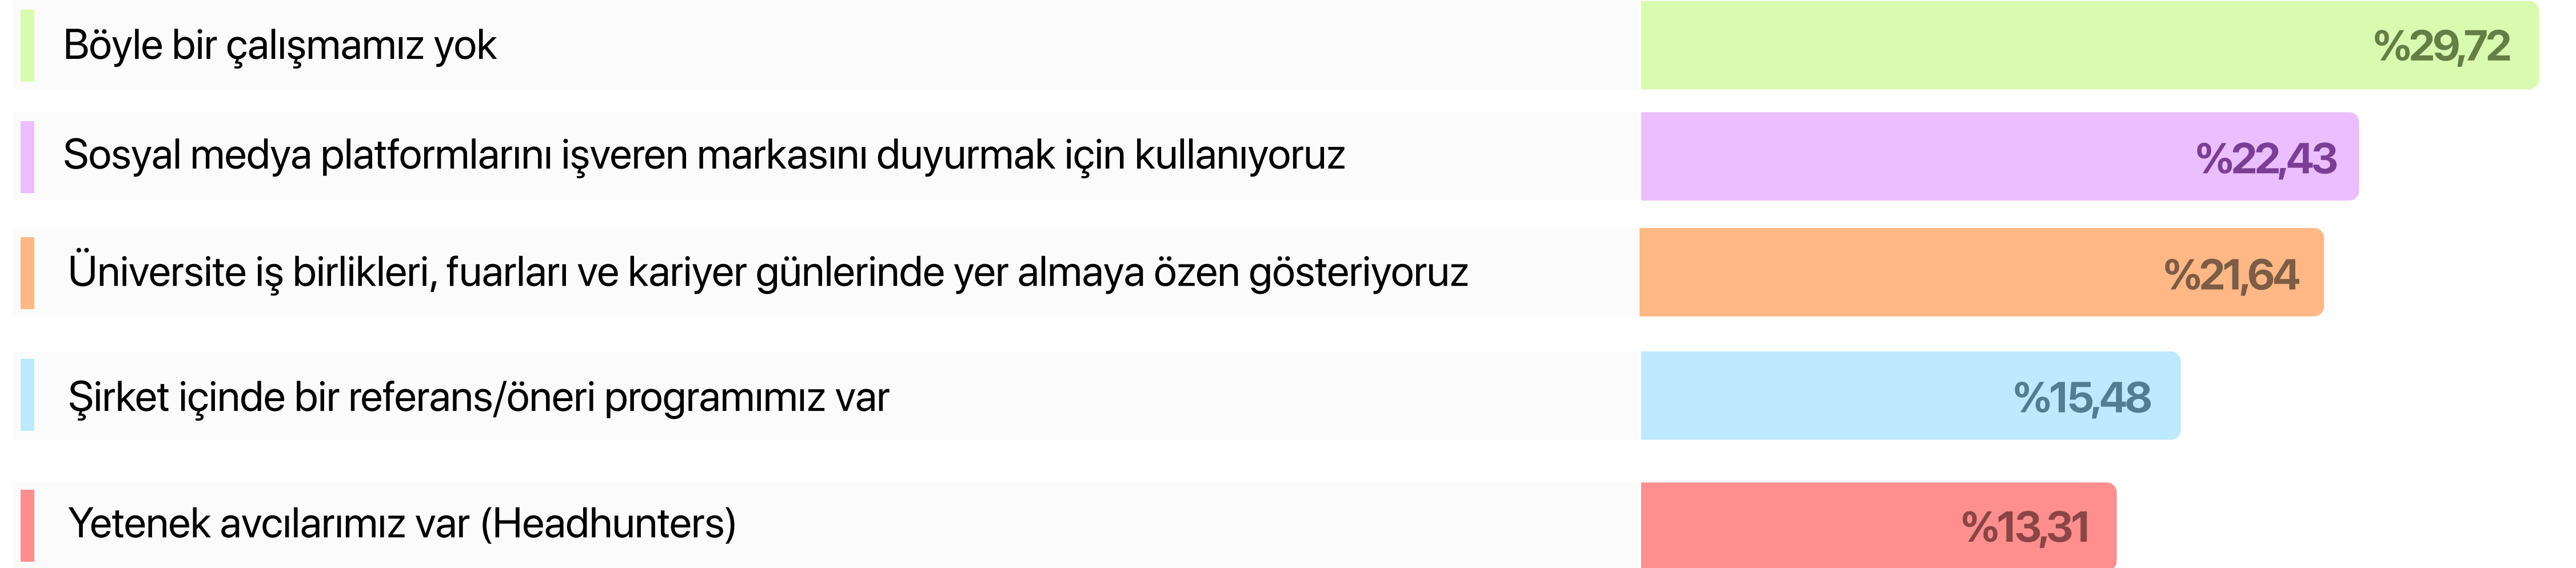 Böyle bir çalışmamız yok %29,72
Sosyal medya platformlarını işveren markasını duyurmak için kullanıyoruz %22,43
Üniversite iş birlikleri, fuarları ve kariyer günlerinde yer almaya özen gösteriyoruz %21,64
Şirket içinde bir referans/öneri programımız var %15,48
Yetenek avcılarımız var (Headhunters) %13,31